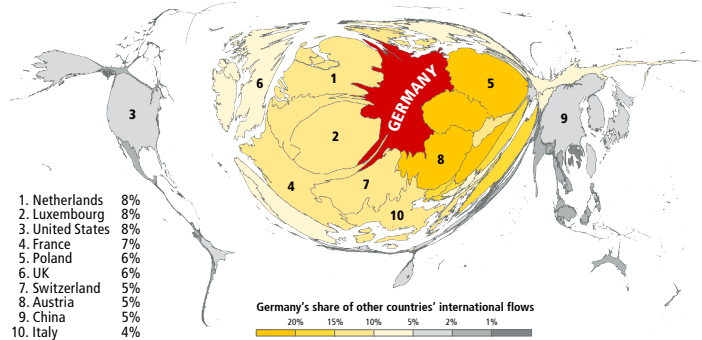 GERMANY
1
2
3
4
5
6
7
8
9
10
1. Netherlands 8%
2. Luxembourg 8%
3. United States 8%
4. France 7%
5. Poland 6%
6. UK 6%
7. Switzerland 5%
8. Austria 5%
9. China 5%
10. Italy 4%
Germany's share of other countries' international flows
20% 15% 10% 5% 2% 1%